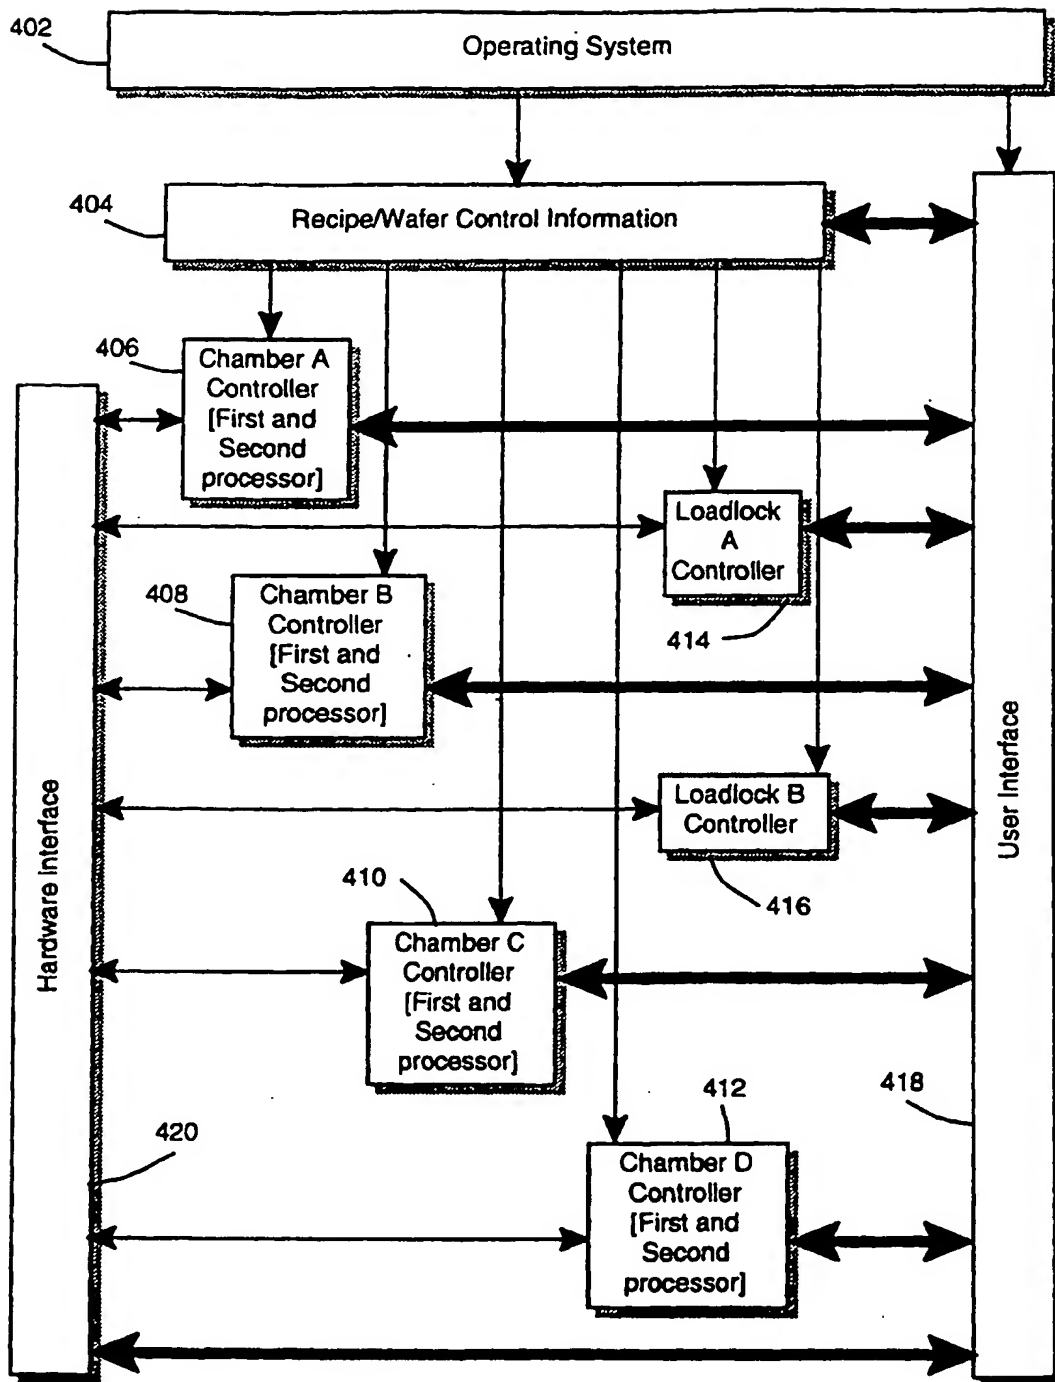 402
Operating System
404
Recipe/Wafer Control Information
406
Chamber A
Controller
[First and
Second
processor]
Loadlock
A
Controller
414
408
Chamber B
Controller
[First and
Second
processor]
Hardware Interface
User Interface
Loadlock B
Controller
416
410
Chamber C
Controller
[First and
Second
processor]
418
412
420
Chamber D
Controller
[First and
Second
processor]